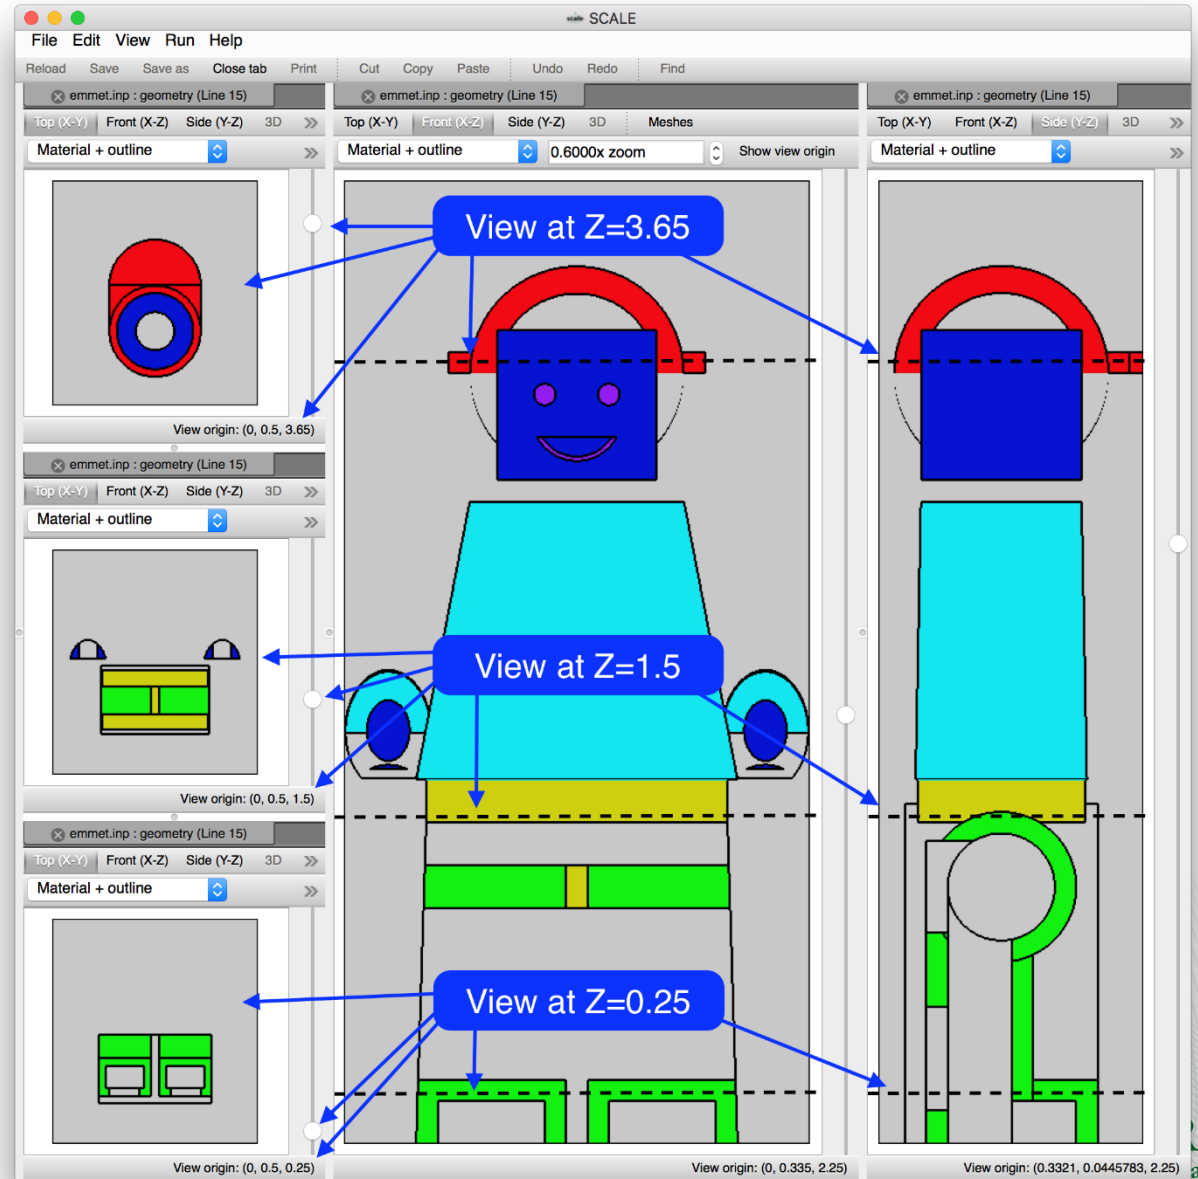 SCALE
File Edit View Run Help
Reload Save Save as Close tab Print Cut Copy Paste Undo Redo Find
emmet.inp : geometry (Line 15)
Top (X-Y) Front (X-Z) Side (Y-Z) 3D »
Material + outline »
View origin: (0, 0.5, 3.65)
emmet.inp : geometry (Line 15)
Top (X-Y) Front (X-Z) Side (Y-Z) 3D »
Material + outline »
View origin: (0, 0.5, 1.5)
emmet.inp : geometry (Line 15)
Top (X-Y) Front (X-Z) Side (Y-Z) 3D »
Material + outline »
View origin: (0, 0.5, 0.25)
emmet.inp : geometry (Line 15)
Top (X-Y) Front (X-Z) Side (Y-Z) 3D Meshes
Material + outline 0.6000x zoom Show view origin
View at Z=3.65
View at Z=1.5
View at Z=0.25
View origin: (0, 0.335, 2.25)
emmet.inp : geometry (Line 15)
Top (X-Y) Front (X-Z) Side (Y-Z) 3D »
Material + outline »
View origin: (0.3321, 0.0445783, 2.25)